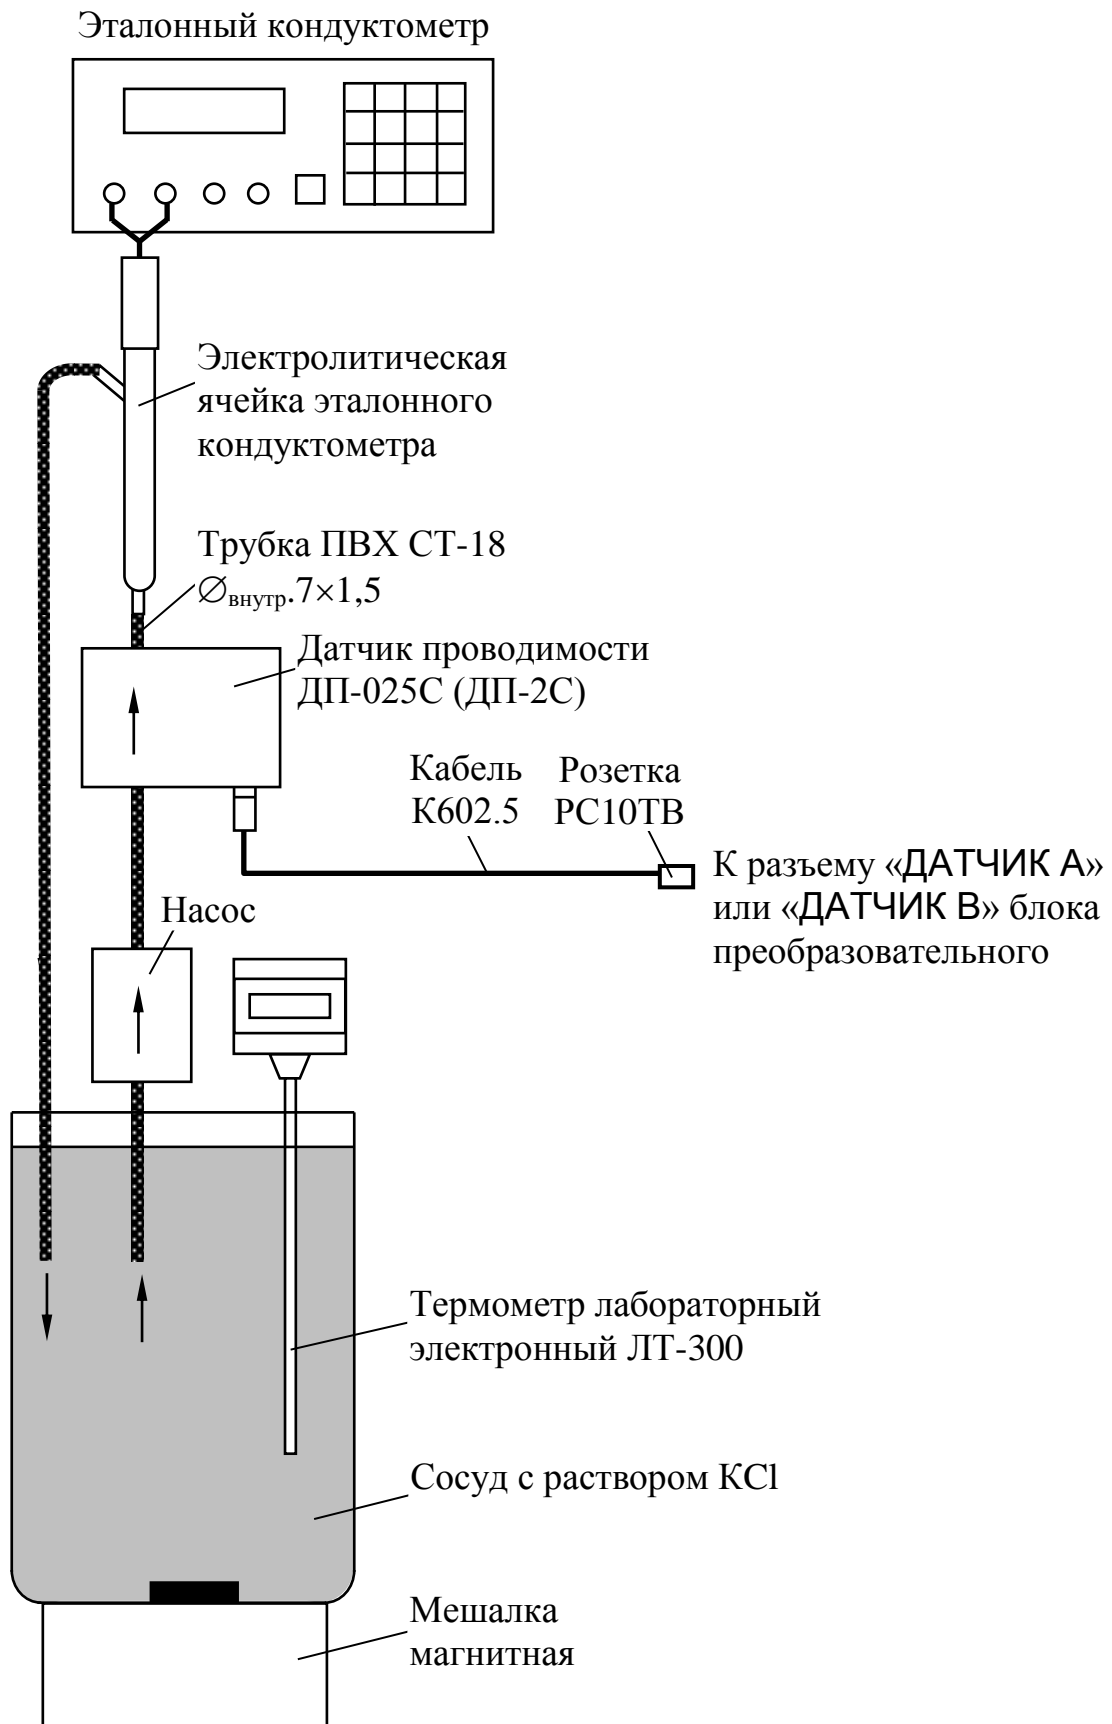 Эталонный кондуктометр
Электролитическая
ячейка эталонного
кондуктометра
Трубка ПВХ СТ-18
∅внутр.7×1,5
Датчик проводимости
ДП-025С (ДП-2С)
Кабель
К602.5
Розетка
РС10ТВ
К разъему «ДАТЧИК А»
или «ДАТЧИК В» блока
преобразовательного
Насос
Термометр лабораторный
электронный ЛТ-300
Сосуд с раствором KCl
Мешалка
магнитная